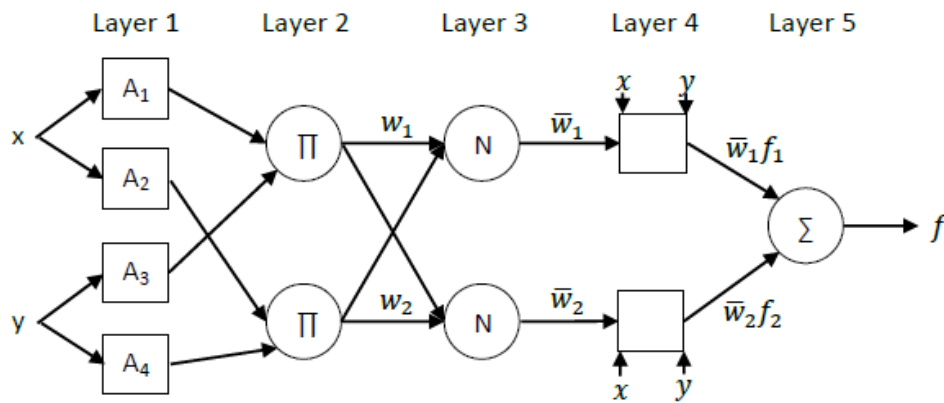 Layer 1 Layer 2 Layer 3 Layer 4 Layer 5
x y
A₁
x
∏ w₁ N w̅₁ w̅₁f₁
A₂
∑ f
A₃
y
∏ w₂ N w̅₂ w̅₂f₂
A₄
x y